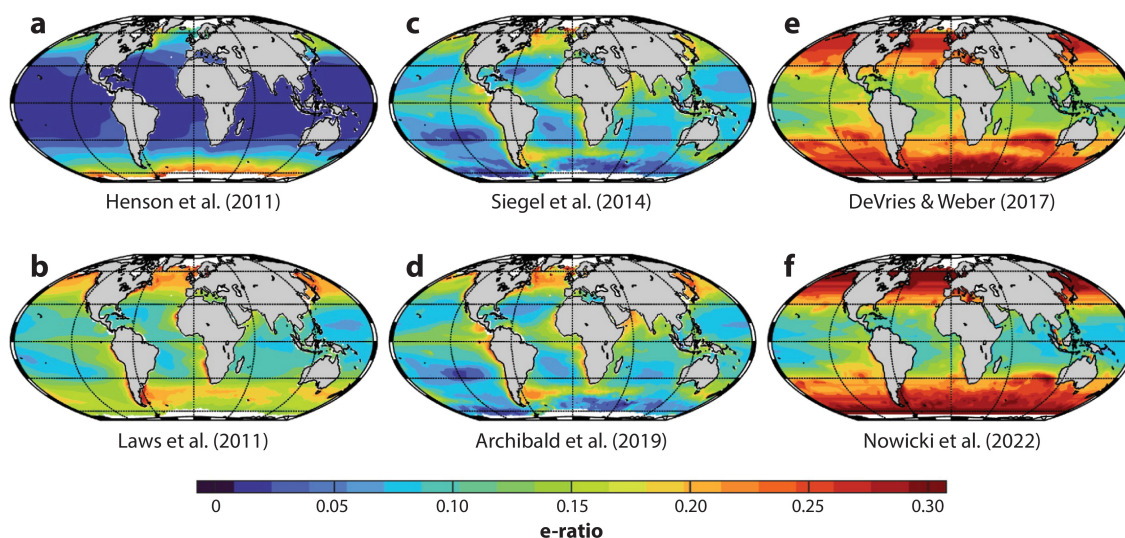 a
c
e
Henson et al. (2011)
Siegel et al. (2014)
DeVries & Weber (2017)
b
d
f
Laws et al. (2011)
Archibald et al. (2019)
Nowicki et al. (2022)
0 0.05 0.10 0.15 0.20 0.25 0.30
e-ratio